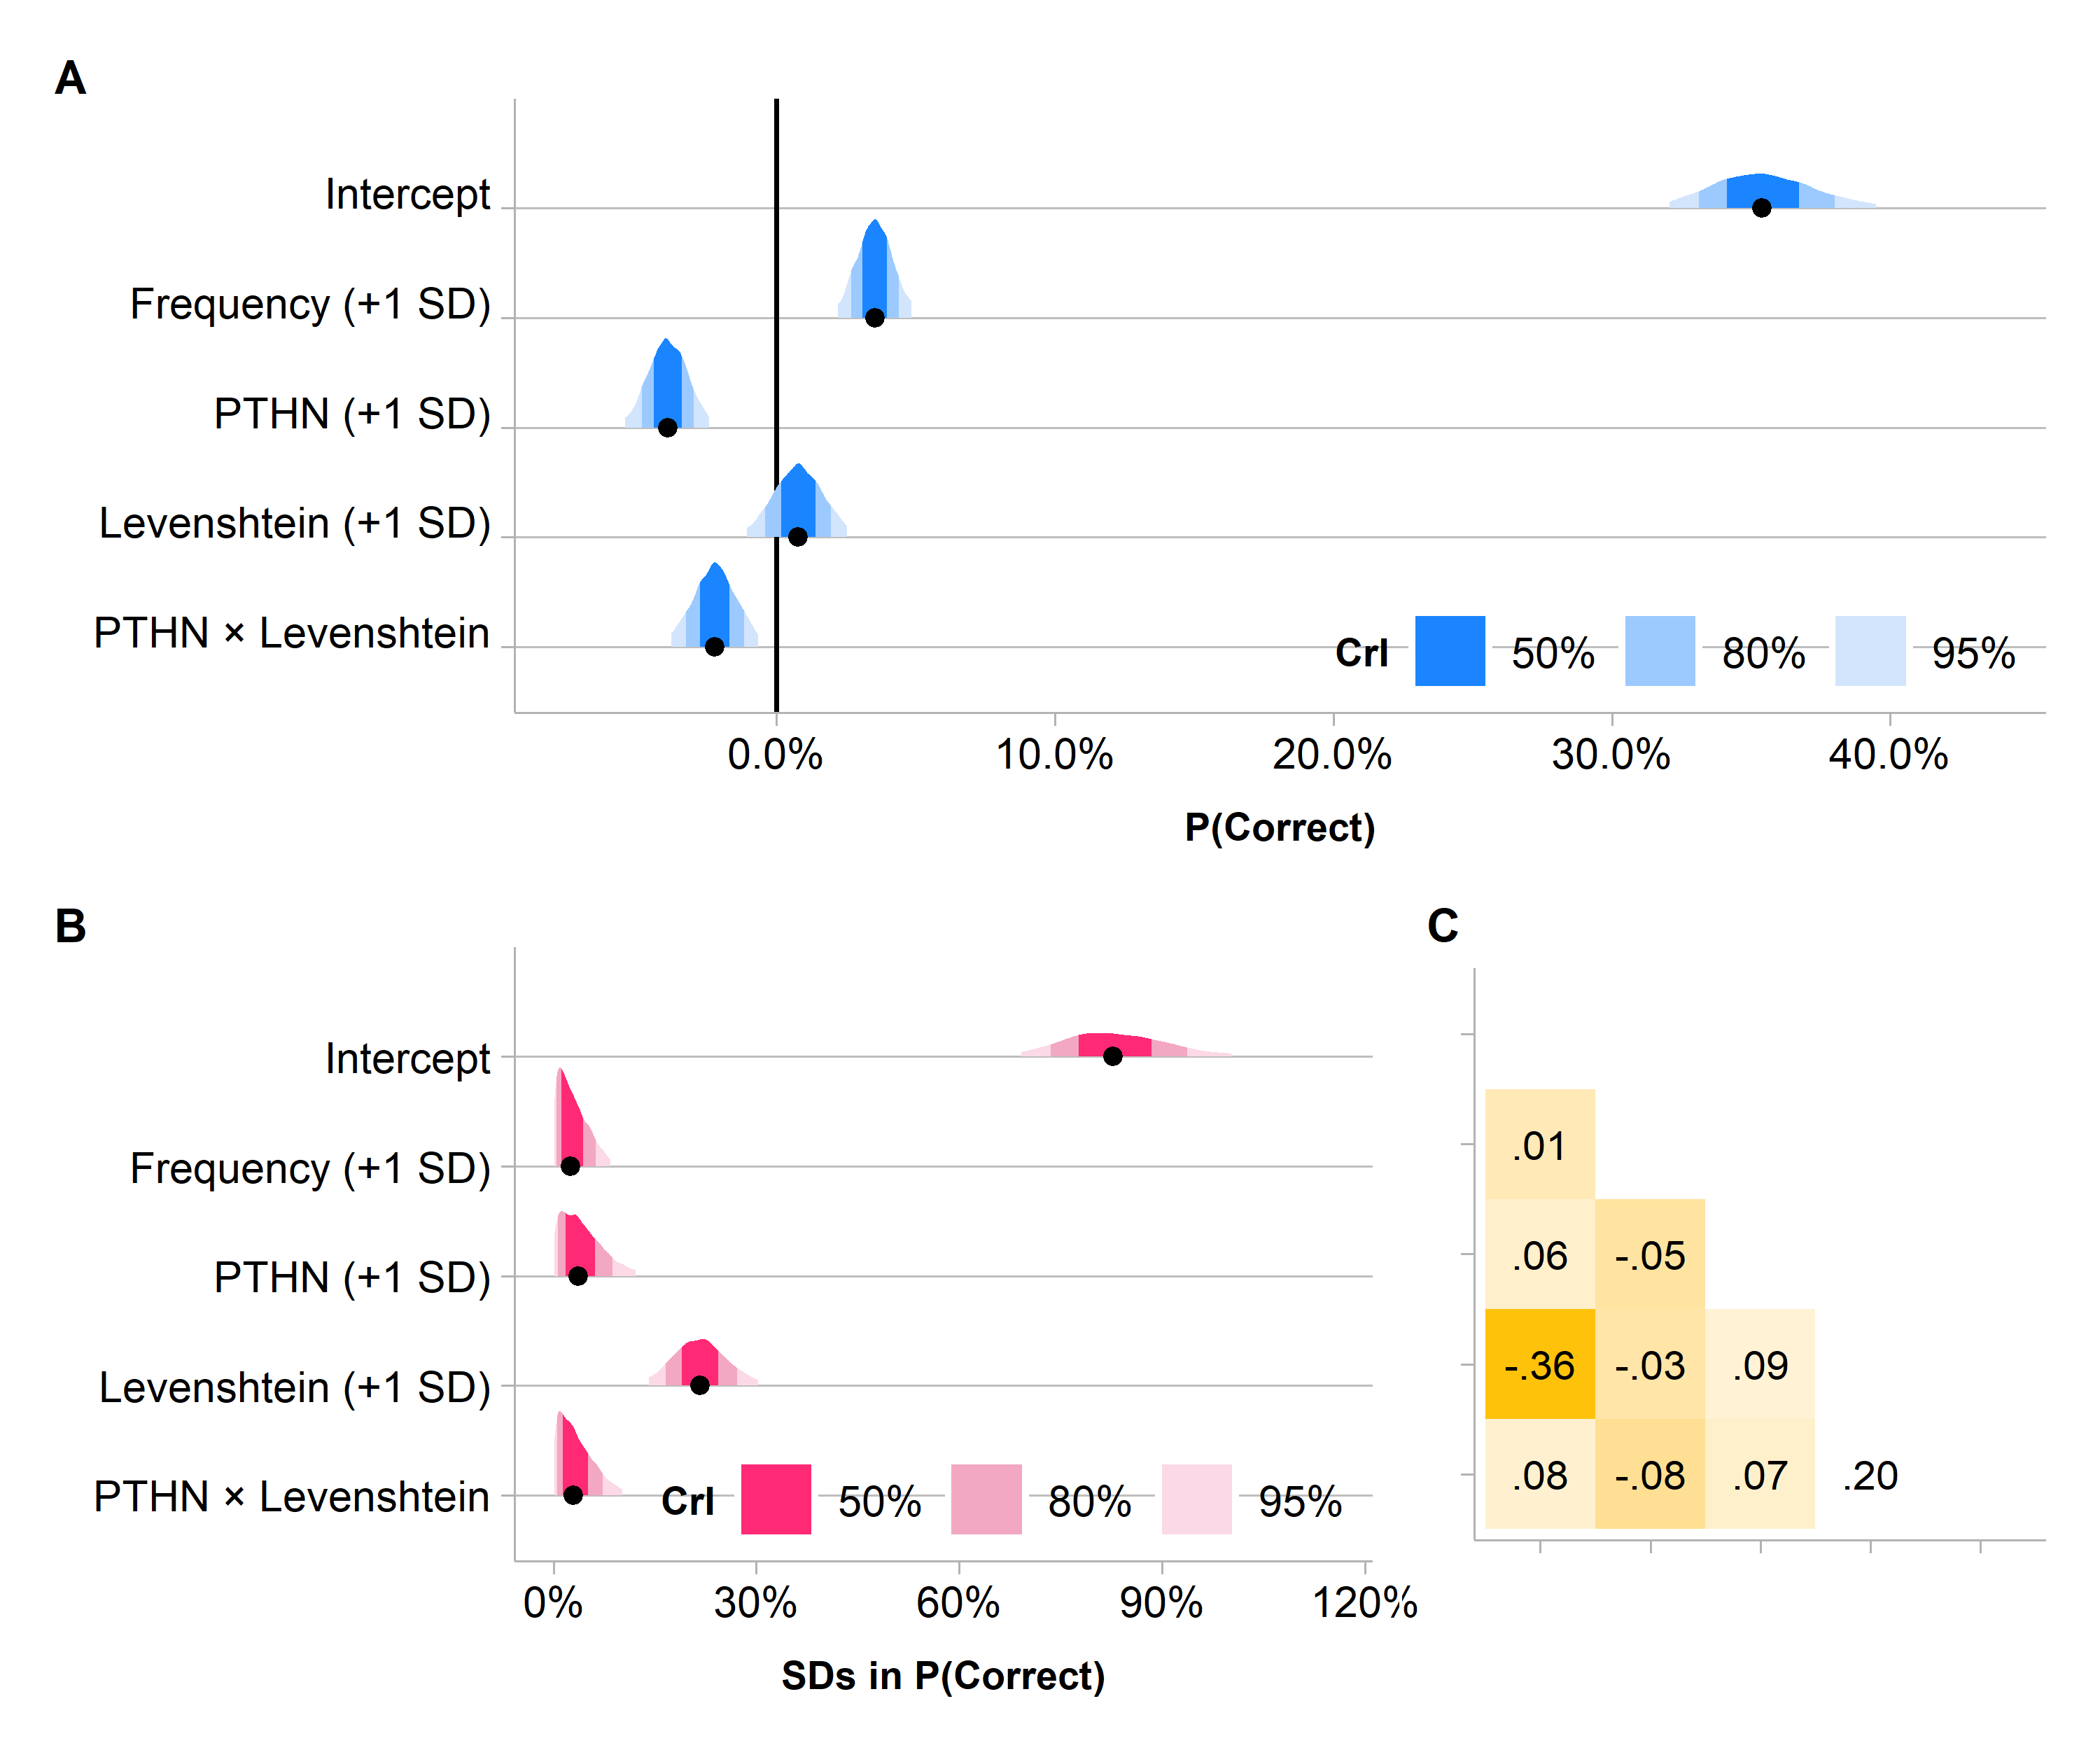 A
Intercept
Frequency (+1 SD)
PTHN (+1 SD)
Levenshtein (+1 SD)
PTHN × Levenshtein
CrI 50% 80% 95%
0.0% 10.0% 20.0% 30.0% 40.0%
P(Correct)
B
Intercept
Frequency (+1 SD)
PTHN (+1 SD)
Levenshtein (+1 SD)
PTHN × Levenshtein
CrI 50% 80% 95%
0% 30% 60% 90% 120%
SDs in P(Correct)
C
.01
.06 -.05
-.36 -.03 .09
.08 -.08 .07 .20